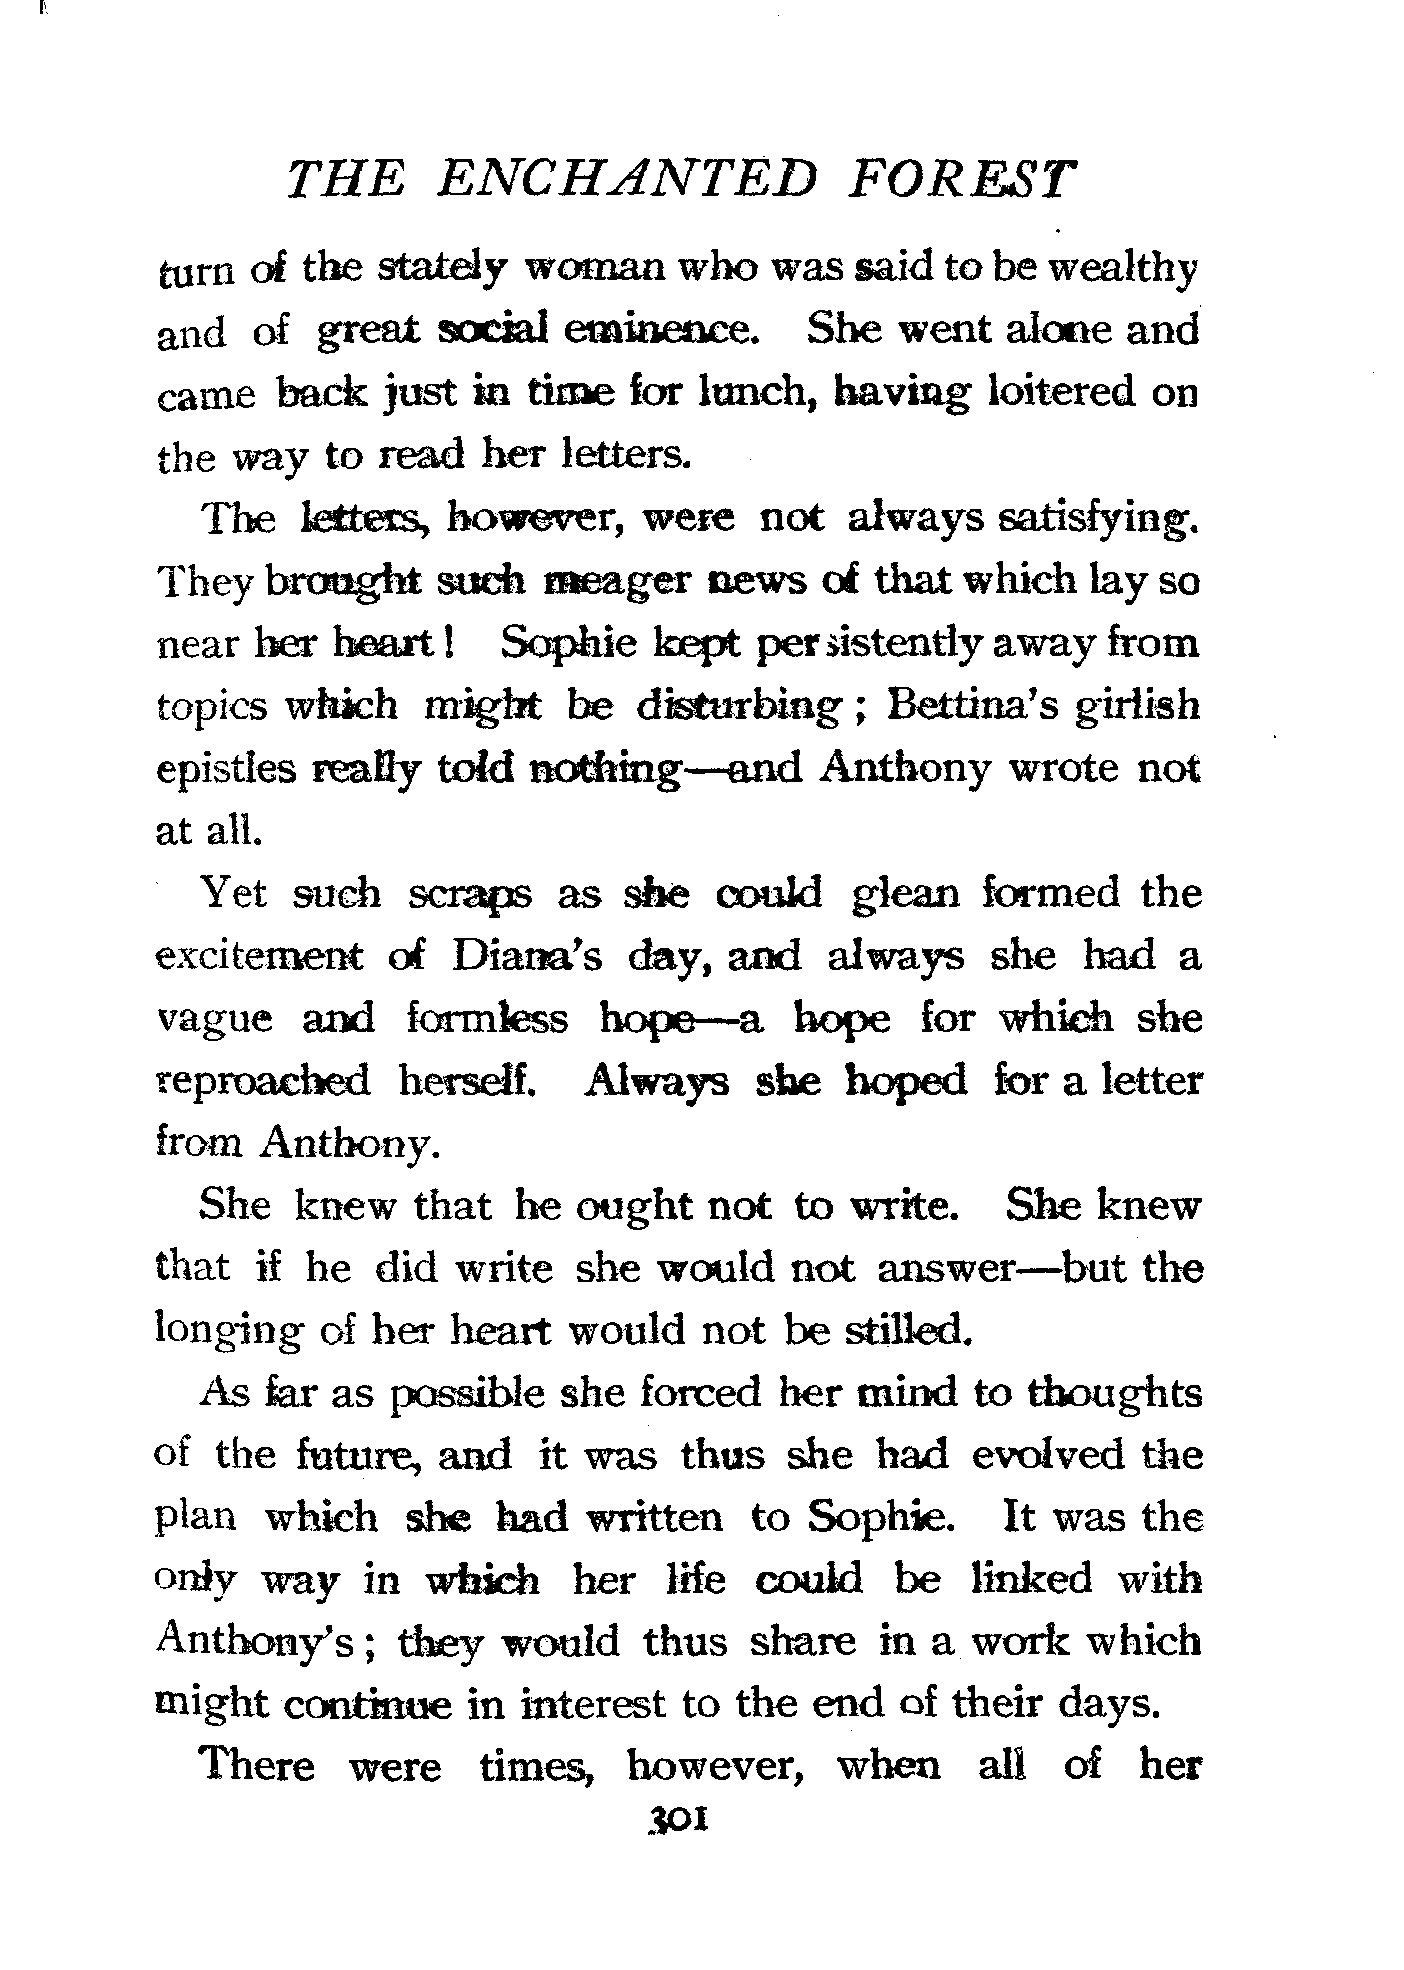 THE ENCHANTED FOREST
turn of the stately woman who was said to be wealthy
and of great social eminence. She went alone and
came back just in time for lunch, having loitered on
the way to read her letters.
The letters, however, were not always satisfying.
They brought such meager news of that which lay so
near her heart! Sophie kept persistently away from
topics which might be disturbing; Bettina's girlish
epistles really told nothing—and Anthony wrote not
at all.
Yet such scraps as she could glean formed the
excitement of Diana's day, and always she had a
vague and formless hope—a hope for which she
reproached herself. Always she hoped for a letter
from Anthony.
She knew that he ought not to write. She knew
that if he did write she would not answer—but the
longing of her heart would not be stilled.
As far as possible she forced her mind to thoughts
of the future, and it was thus she had evolved the
plan which she had written to Sophie. It was the
only way in which her life could be linked with
Anthony's; they would thus share in a work which
might continue in interest to the end of their days.
There were times, however, when all of her
301